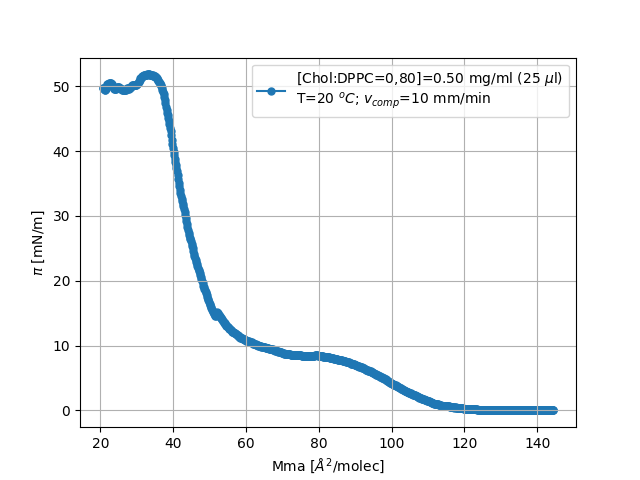 [Chol:DPPC=0,80]=0.50 mg/ml (25 μl)
T=20 °C; v_comp=10 mm/min
50
40
30
20
10
0
π [mN/m]
20 40 60 80 100 120 140
Mma [Å²/molec]